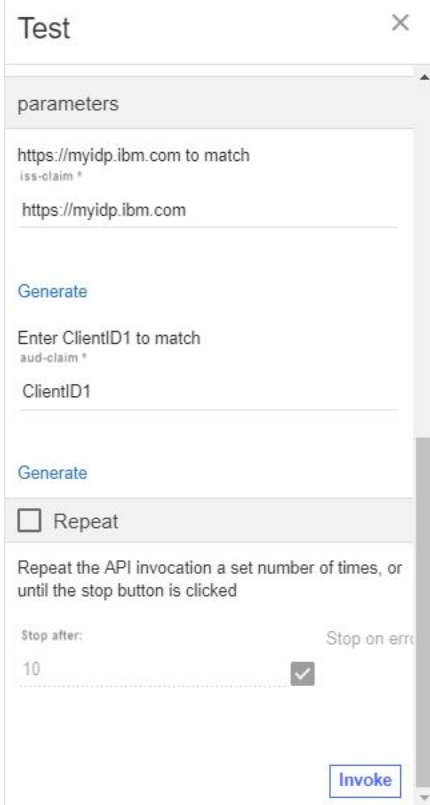 Test
parameters
https://myidp.ibm.com to match
iss-claim *
https://myidp.ibm.com
Generate
Enter ClientID1 to match
aud-claim *
ClientID1
Generate
Repeat
Repeat the API invocation a set number of times, or
until the stop button is clicked
Stop after:
Stop on erro
10
Invoke